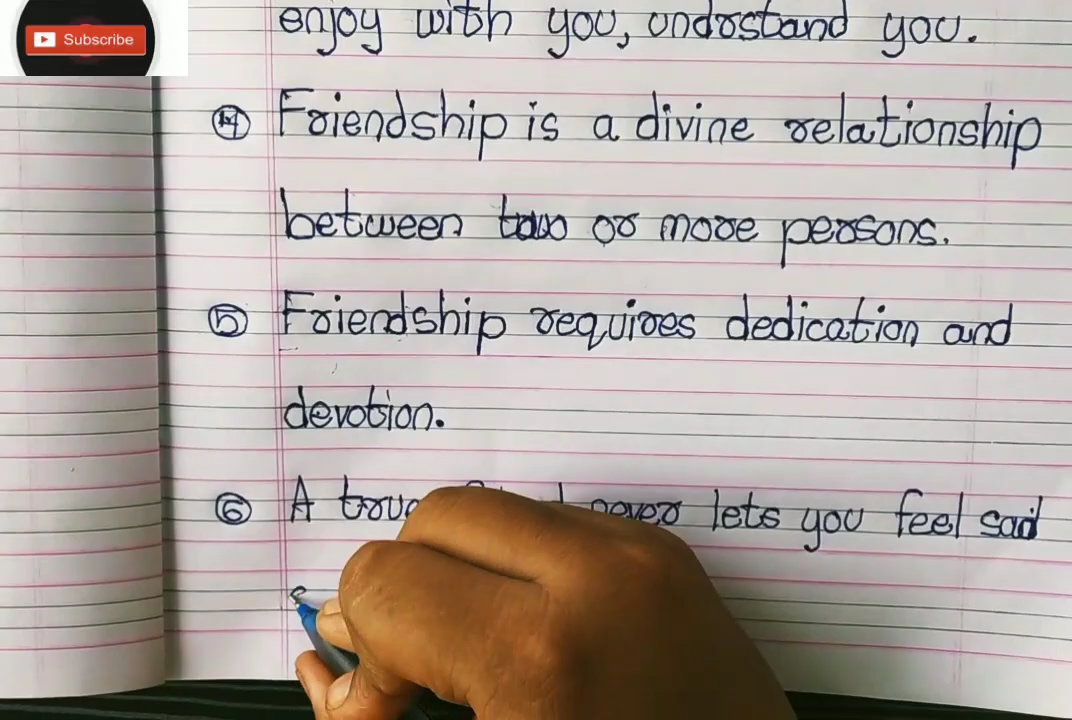 Subscribe
enjoy with you, undostand you.
4 Friendship is a divine relationship
between two or more persons.
5 Friendship requires dedication and
devotion.
6 A true never lets you feel sad